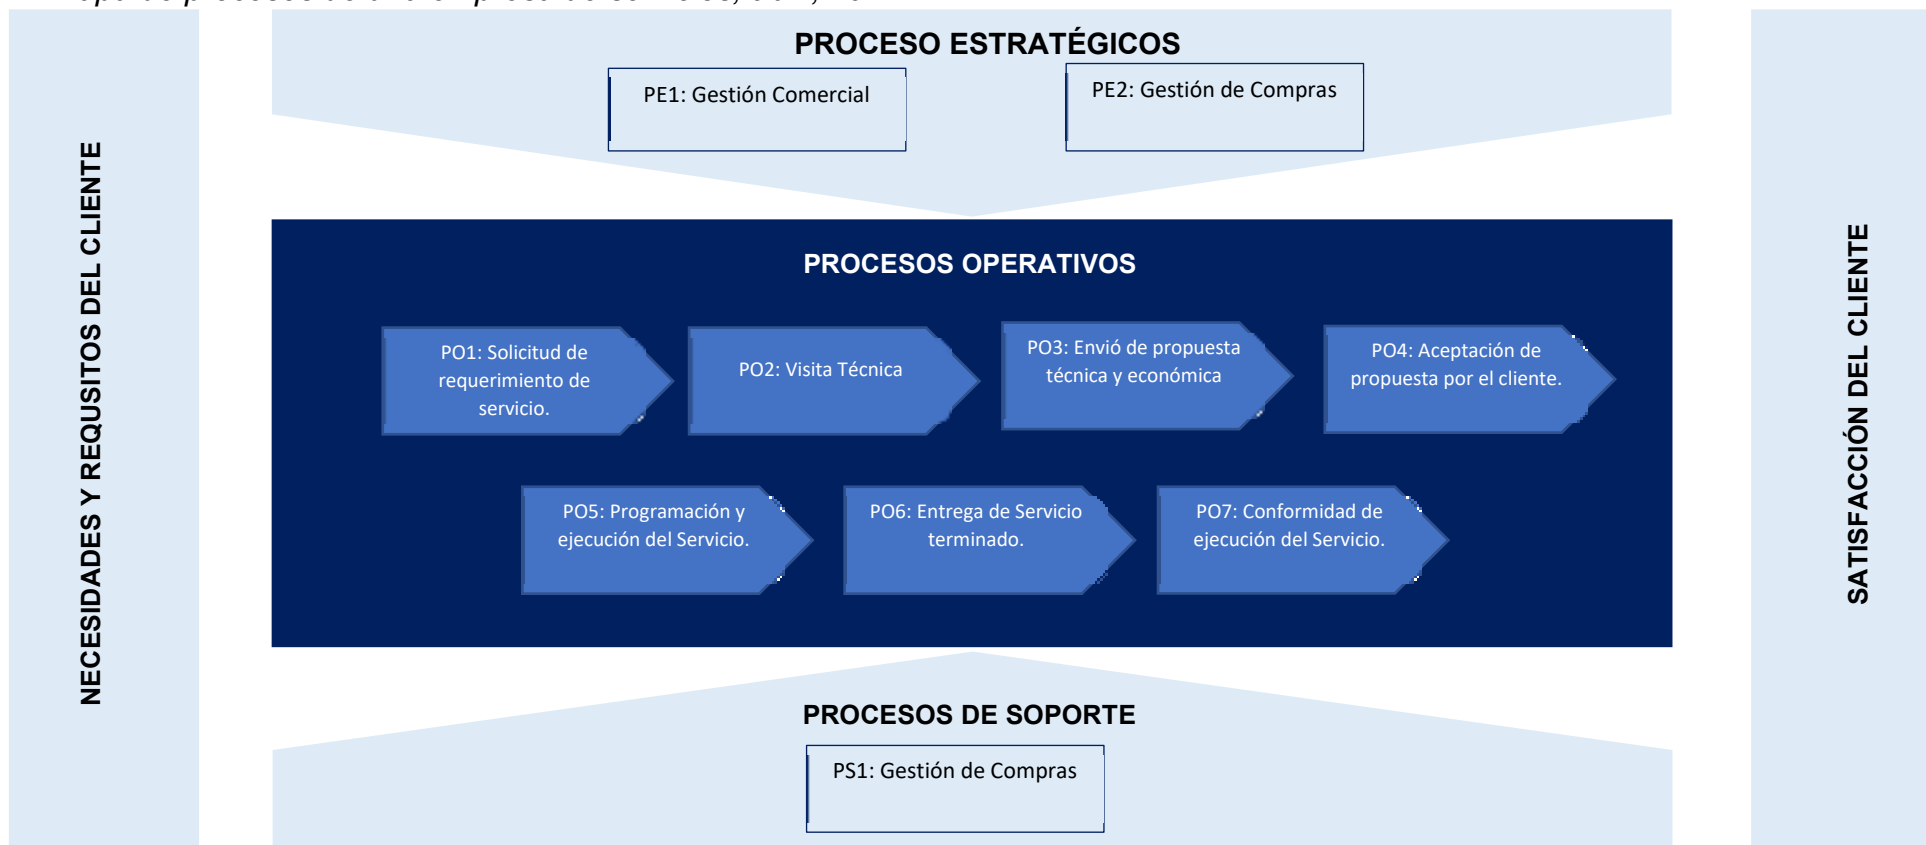 PROCESO ESTRATÉGICOS
PE1: Gestión Comercial
PE2: Gestión de Compras
NECESIDADES Y REQUSITOS DEL CLIENTE
PROCESOS OPERATIVOS
PO1: Solicitud de
requerimiento de
servicio.
PO2: Visita Técnica
PO3: Envió de propuesta
técnica y económica
PO4: Aceptación de
propuesta por el cliente.
PO5: Programación y
ejecución del Servicio.
PO6: Entrega de Servicio
terminado.
PO7: Conformidad de
ejecución del Servicio.
SATISFACCIÓN DEL CLIENTE
PROCESOS DE SOPORTE
PS1: Gestión de Compras